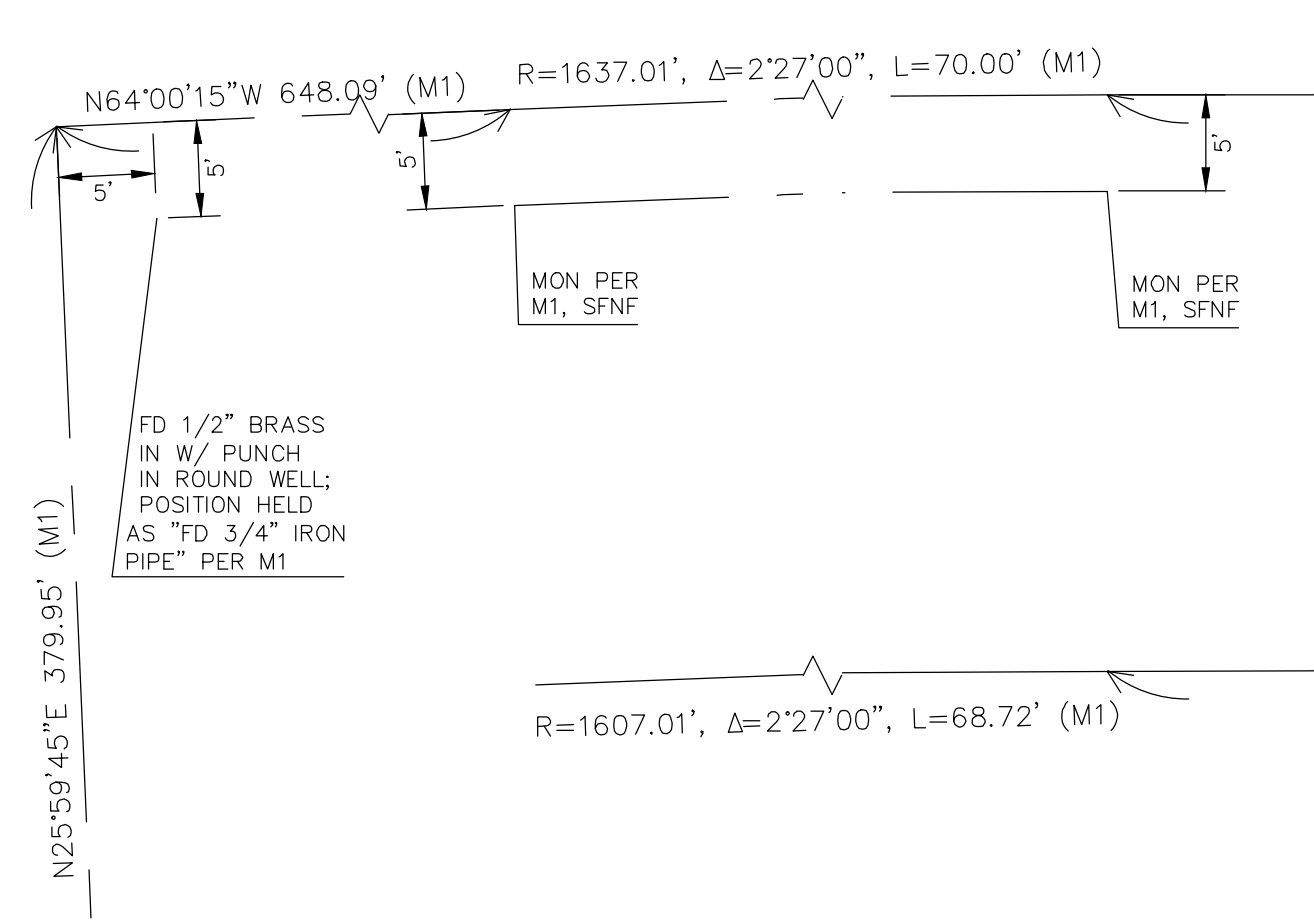 N64°00'15"W 648.09' (M1)
R=1637.01', Δ=2°27'00", L=70.00' (M1)
5'
5'
5'
5'
MON PER
M1, SFNF
MON PER
M1, SFNF
FD 1/2" BRASS
IN W/ PUNCH
IN ROUND WELL;
POSITION HELD
AS "FD 3/4" IRON
PIPE" PER M1
N25°59'45"E 379.95' (M1)
R=1607.01', Δ=2°27'00", L=68.72' (M1)